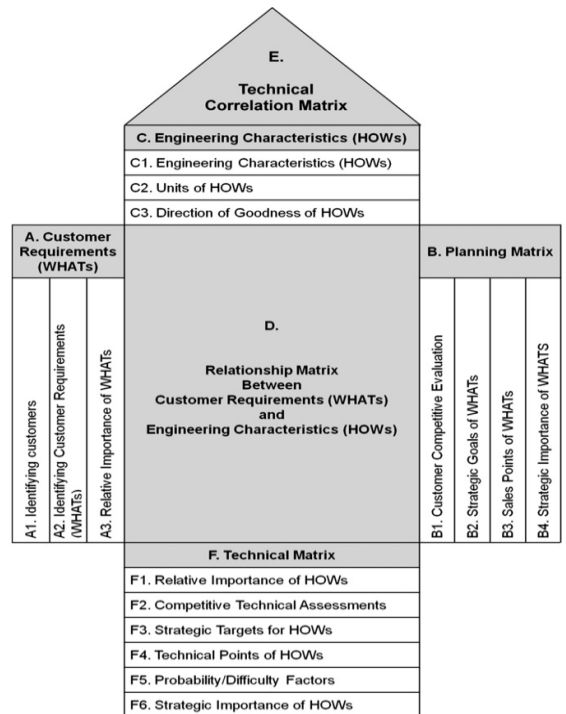 E.
Technical
Correlation Matrix
C. Engineering Characteristics (HOWs)
C1. Engineering Characteristics (HOWs)
C2. Units of HOWs
C3. Direction of Goodness of HOWs
A. Customer
Requirements
(WHATs)
B. Planning Matrix
A1. Identifying customers
A2. Identifying Customer Requirements
(WHATs)
A3. Relative Importance of WHATs
D.
Relationship Matrix
Between
Customer Requirements (WHATs)
and
Engineering Characteristics (HOWs)
B1. Customer Competitive Evaluation
B2. Strategic Goals of WHATs
B3. Sales Points of WHATs
B4. Strategic Importance of WHATS
F. Technical Matrix
F1. Relative Importance of HOWs
F2. Competitive Technical Assessments
F3. Strategic Targets for HOWs
F4. Technical Points of HOWs
F5. Probability/Difficulty Factors
F6. Strategic Importance of HOWs